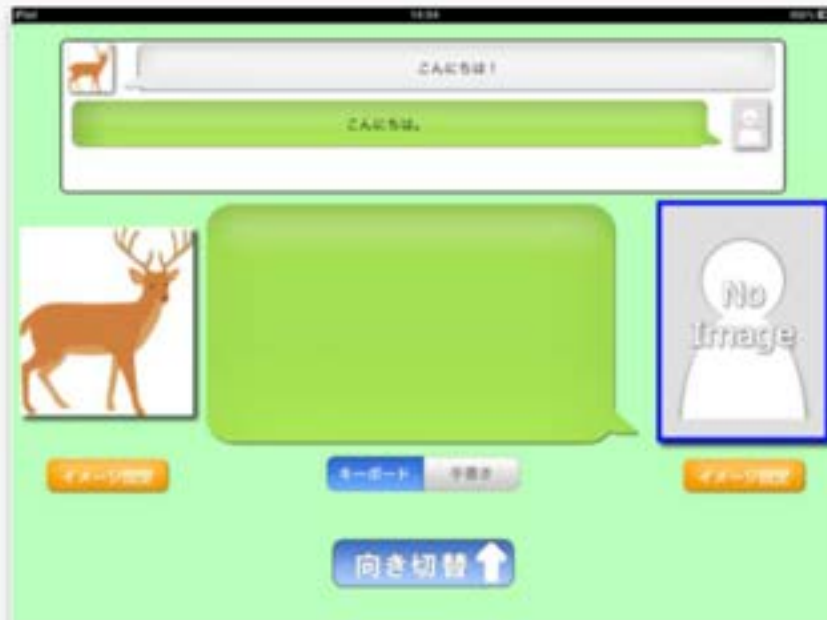 iPad
こんにちは！
こんにちは。
No
Image
イメージ設定
キーボード
手書き
イメージ設定
向き切替